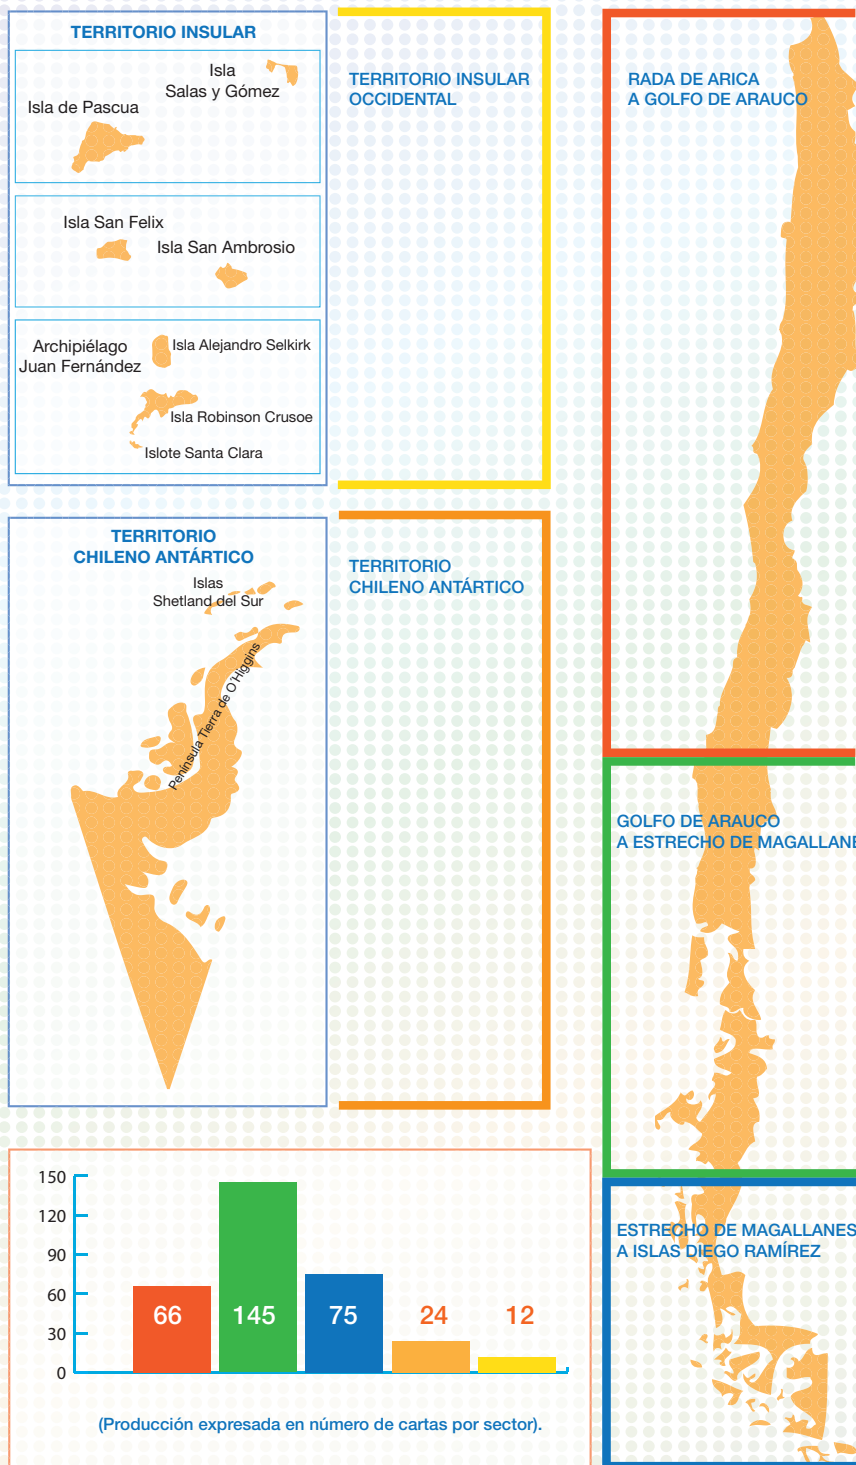 TERRITORIO INSULAR
Isla
Salas y Gómez
Isla de Pascua
Isla San Felix
Isla San Ambrosio
Archipiélago
Juan Fernández
Isla Alejandro Selkirk
Isla Robinson Crusoe
Islote Santa Clara
TERRITORIO INSULAR
OCCIDENTAL
RADA DE ARICA
A GOLFO DE ARAUCO
TERRITORIO
CHILENO ANTÁRTICO
Islas
Shetland del Sur
Península Tierra de O´Higgins
TERRITORIO
CHILENO ANTÁRTICO
GOLFO DE ARAUCO
A ESTRECHO DE MAGALLANE
ESTRECHO DE MAGALLANES
A ISLAS DIEGO RAMÍREZ
150
120
90
60
30
0
66
145
75
24
12
(Producción expresada en número de cartas por sector).